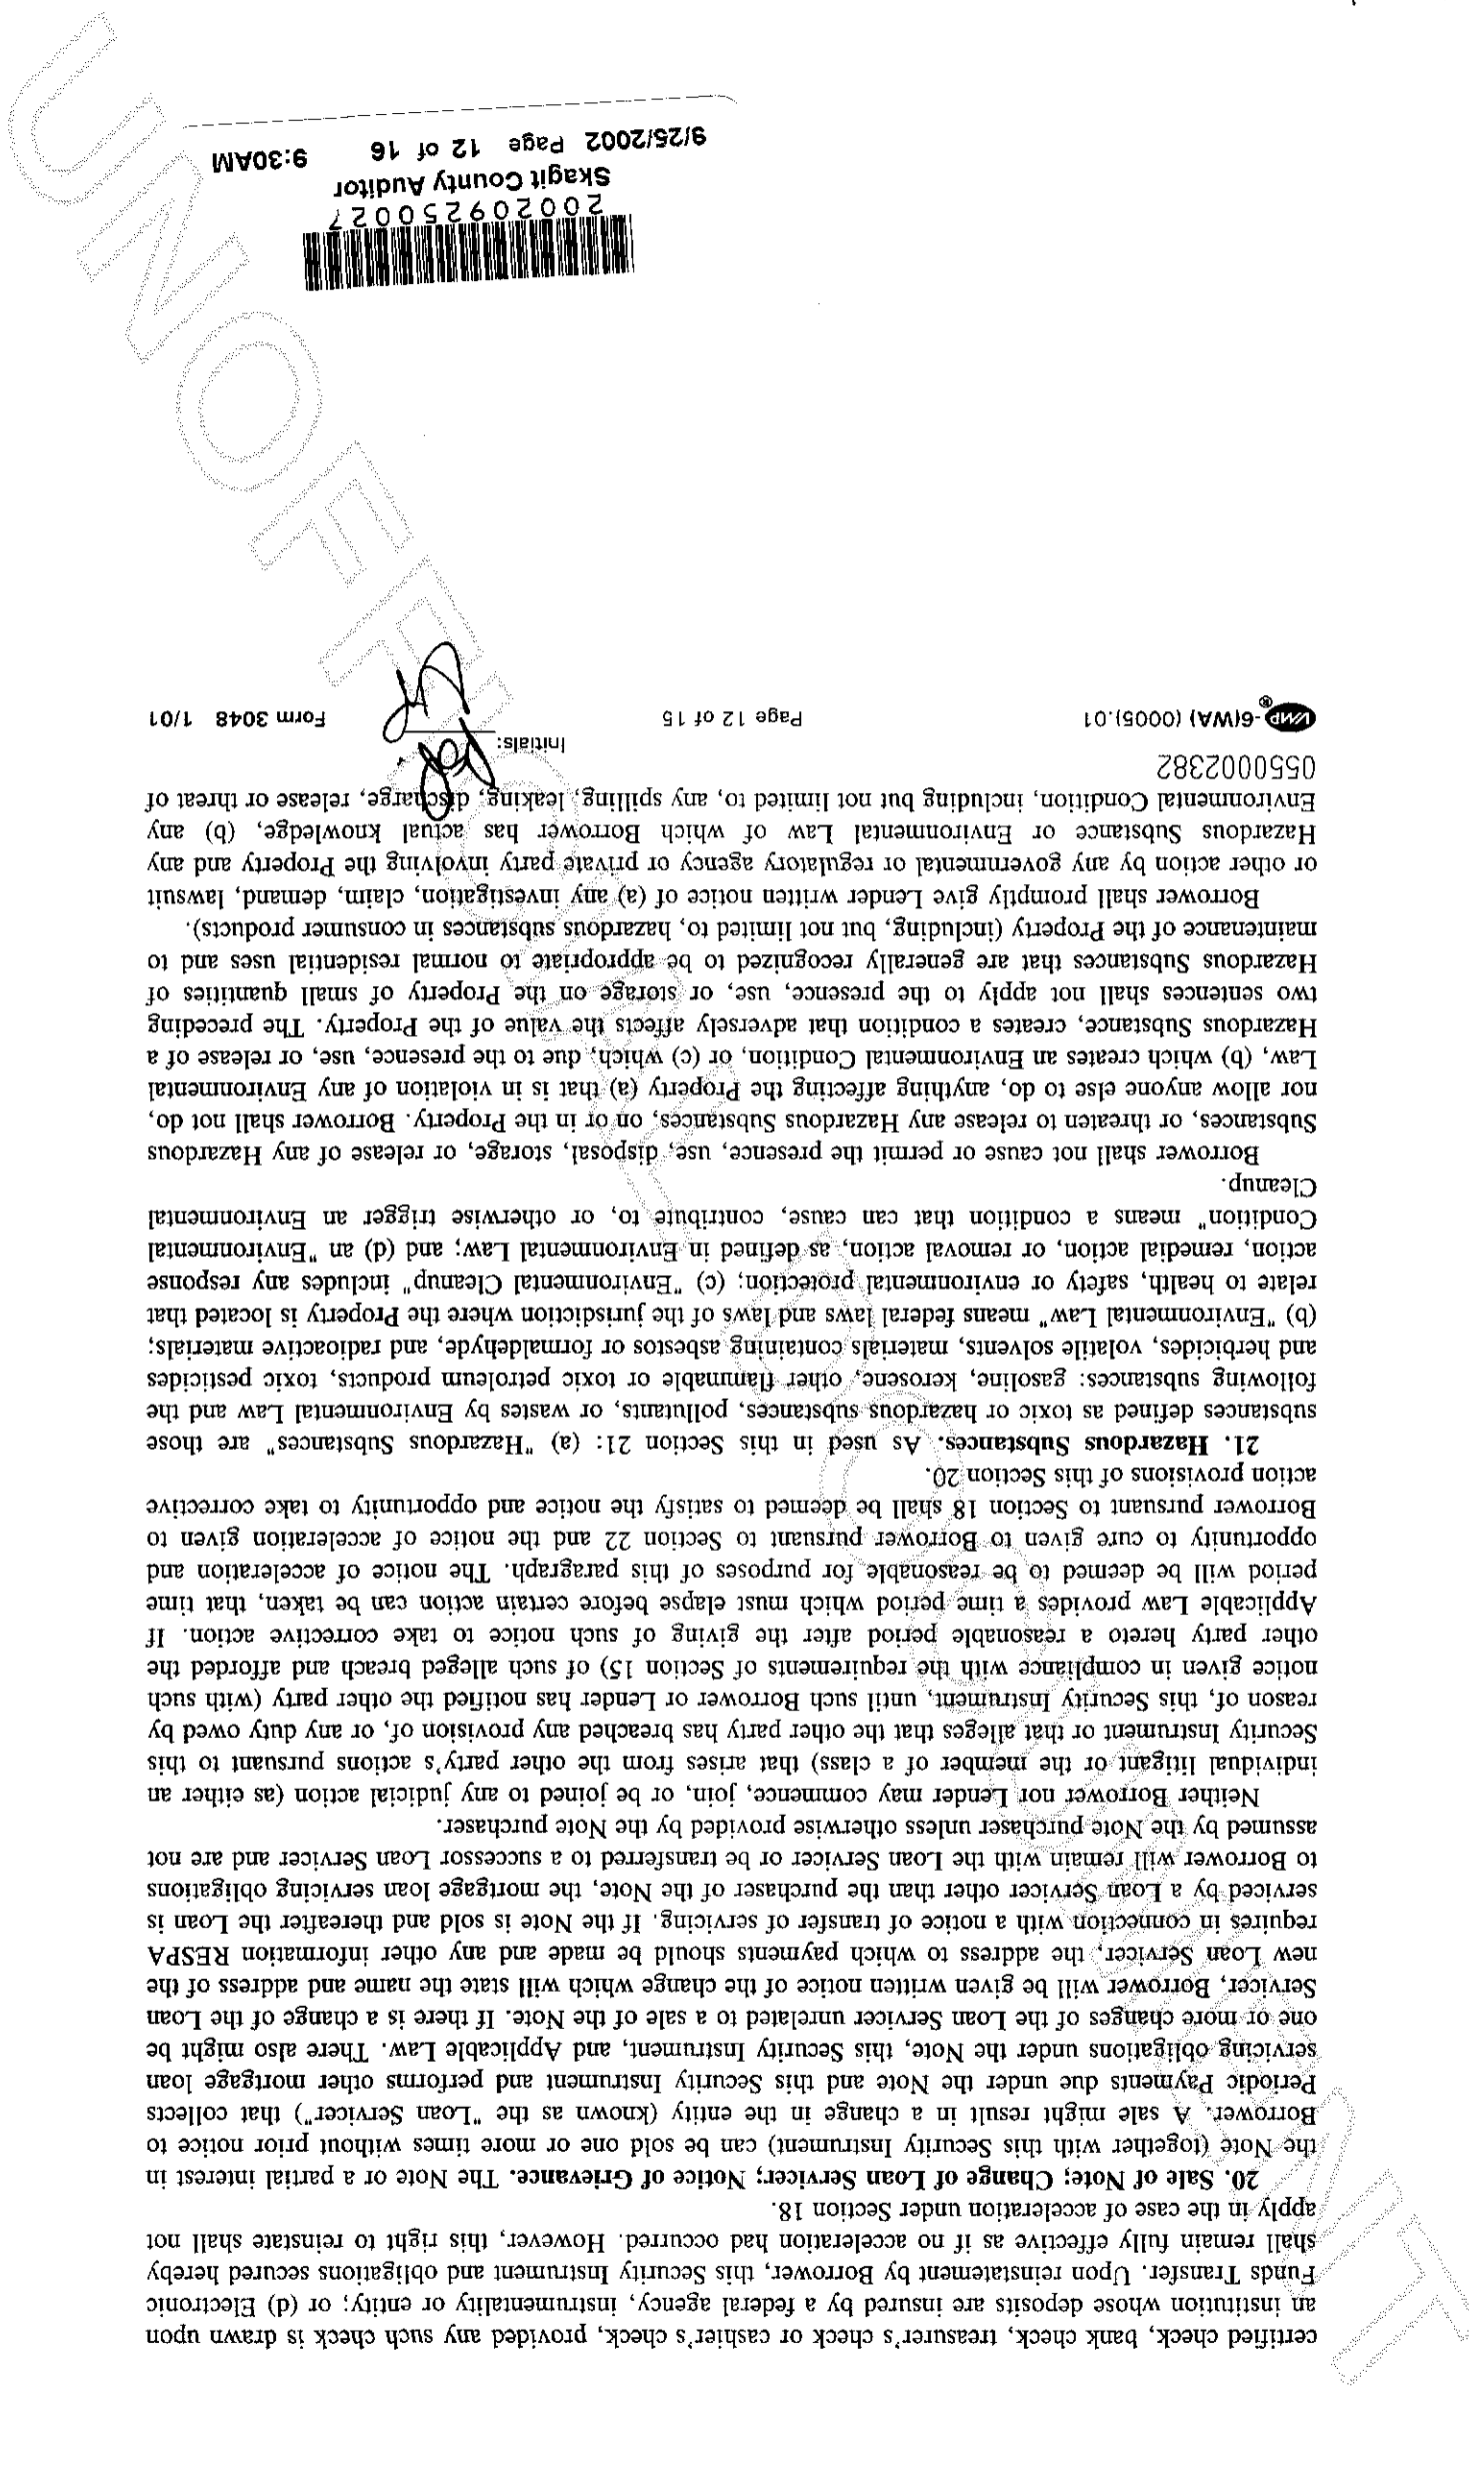 certified check, bank check, treasurer's check or cashier's check, provided any such check is drawn upon
an institution whose deposits are insured by a federal agency, instrumentality or entity; or (d) Electronic
Funds Transfer. Upon reinstatement by Borrower, this Security Instrument and obligations secured hereby
shall remain fully effective as if no acceleration had occurred. However, this right to reinstate shall not
apply in the case of acceleration under Section 18.
20. Sale of Note; Change of Loan Servicer; Notice of Grievance. The Note or a partial interest in
the Note (together with this Security Instrument) can be sold one or more times without prior notice to
Borrower. A sale might result in a change in the entity (known as the "Loan Servicer") that collects
Periodic Payments due under the Note and this Security Instrument and performs other mortgage loan
servicing obligations under the Note, this Security Instrument, and Applicable Law. There also might be
one or more changes of the Loan Servicer unrelated to a sale of the Note. If there is a change of the Loan
Servicer, Borrower will be given written notice of the change which will state the name and address of the
new Loan Servicer, the address to which payments should be made and any other information RESPA
requires in connection with a notice of transfer of servicing. If the Note is sold and thereafter the Loan is
serviced by a Loan Servicer other than the purchaser of the Note, the mortgage loan servicing obligations
to Borrower will remain with the Loan Servicer or be transferred to a successor Loan Servicer and are not
assumed by the Note purchaser unless otherwise provided by the Note purchaser.
Neither Borrower nor Lender may commence, join, or be joined to any judicial action (as either an
individual litigant or the member of a class) that arises from the other party's actions pursuant to this
Security Instrument or that alleges that the other party has breached any provision of, or any duty owed by
reason of, this Security Instrument, until such Borrower or Lender has notified the other party (with such
notice given in compliance with the requirements of Section 15) of such alleged breach and afforded the
other party hereto a reasonable period after the giving of such notice to take corrective action. If
Applicable Law provides a time period which must elapse before certain action can be taken, that time
period will be deemed to be reasonable for purposes of this paragraph. The notice of acceleration and
opportunity to cure given to Borrower pursuant to Section 22 and the notice of acceleration given to
Borrower pursuant to Section 18 shall be deemed to satisfy the notice and opportunity to take corrective
action provisions of this Section 20.
21. Hazardous Substances. As used in this Section 21: (a) "Hazardous Substances" are those
substances defined as toxic or hazardous substances, pollutants, or wastes by Environmental Law and the
following substances: gasoline, kerosene, other flammable or toxic petroleum products, toxic pesticides
and herbicides, volatile solvents, materials containing asbestos or formaldehyde, and radioactive materials;
(b) "Environmental Law" means federal laws and laws of the jurisdiction where the Property is located that
relate to health, safety or environmental protection; (c) "Environmental Cleanup" includes any response
action, remedial action, or removal action, as defined in Environmental Law; and (d) an "Environmental
Condition" means a condition that can cause, contribute to, or otherwise trigger an Environmental
Cleanup.
Borrower shall not cause or permit the presence, use, disposal, storage, or release of any Hazardous
Substances, or threaten to release any Hazardous Substances, on or in the Property. Borrower shall not do,
nor allow anyone else to do, anything affecting the Property (a) that is in violation of any Environmental
Law, (b) which creates an Environmental Condition, or (c) which, due to the presence, use, or release of a
Hazardous Substance, creates a condition that adversely affects the value of the Property. The preceding
two sentences shall not apply to the presence, use, or storage on the Property of small quantities of
Hazardous Substances that are generally recognized to be appropriate to normal residential uses and to
maintenance of the Property (including, but not limited to, hazardous substances in consumer products).
Borrower shall promptly give Lender written notice of (a) any investigation, claim, demand, lawsuit
or other action by any governmental or regulatory agency or private party involving the Property and any
Hazardous Substance or Environmental Law of which Borrower has actual knowledge, (b) any
Environmental Condition, including but not limited to, any spilling, leaking, discharge, release or threat of
0550002382
Initials:
VMP®-6(WA) (0005).01 Page 12 of 15 Form 3048 1/01
200209250027
Skagit County Auditor
9/25/2002 Page 12 of 16 9:30AM
UNOFFICIAL DOCUMENT